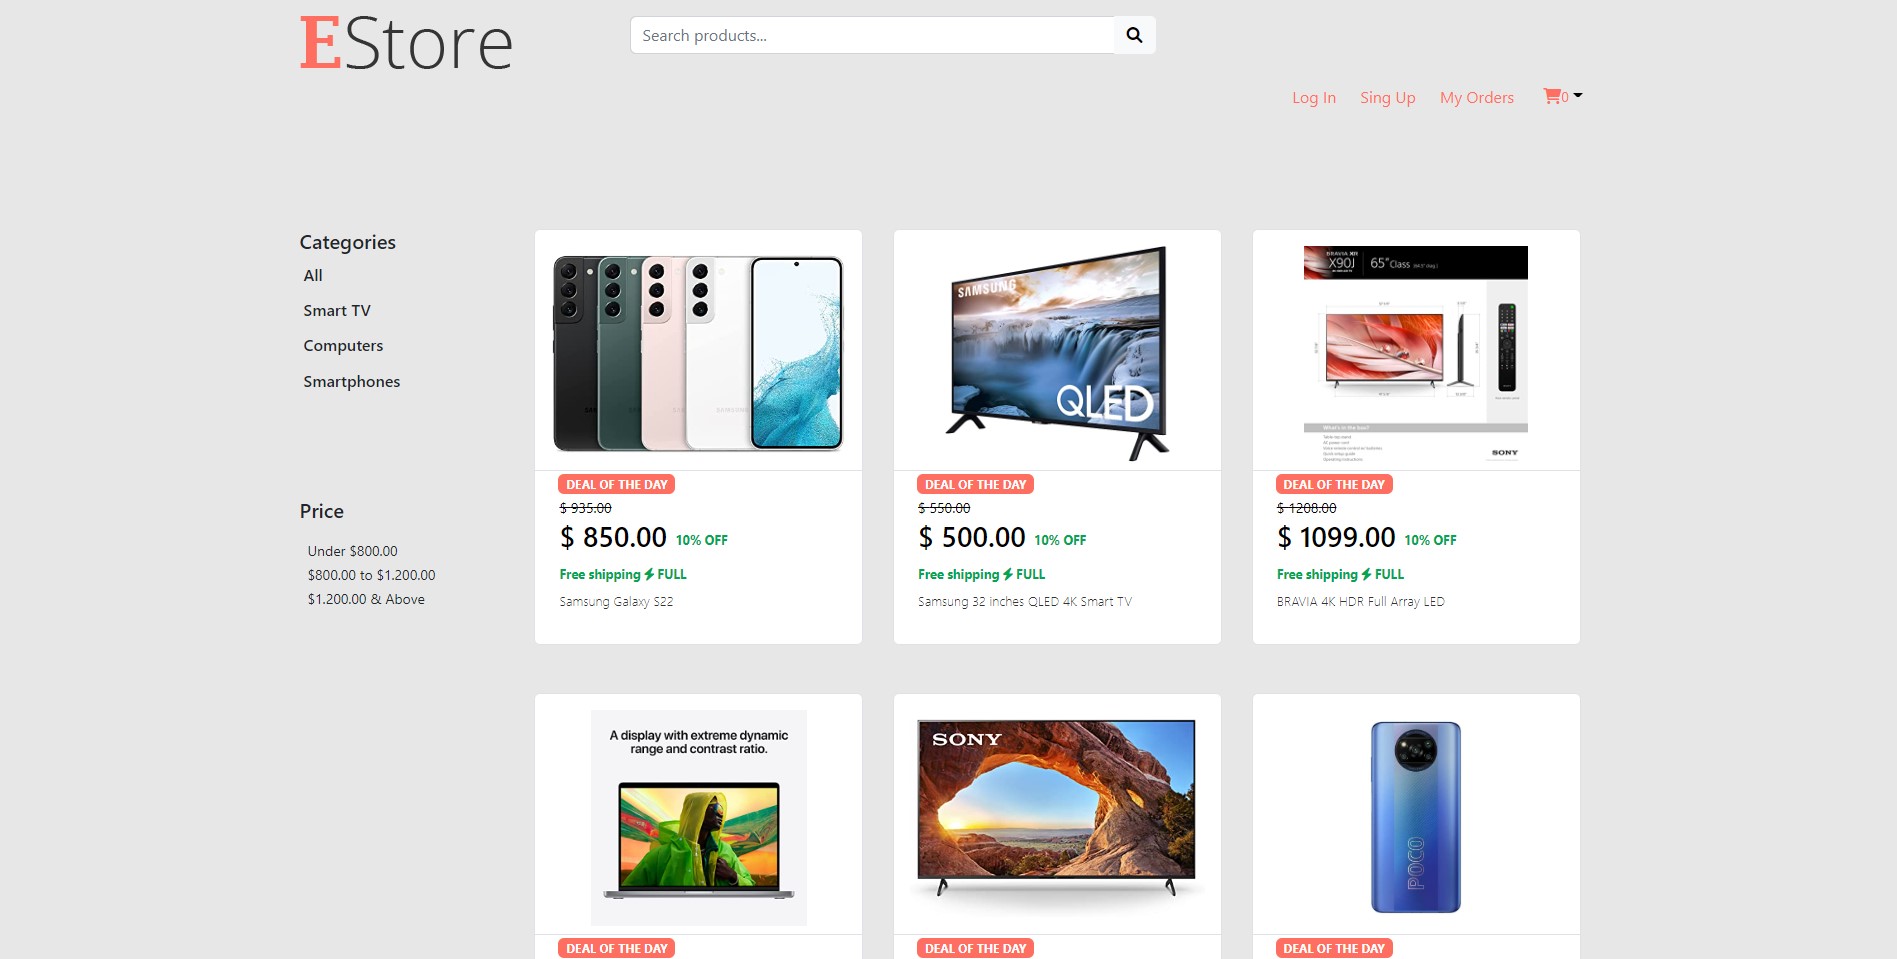 EStore
Search products...
Log In
Sing Up
My Orders
0
Categories
All
Smart TV
Computers
Smartphones
Price
Under $800.00
$800.00 to $1.200.00
$1.200.00 & Above
DEAL OF THE DAY
$ 935.00
$ 850.00 10% OFF
Free shipping FULL
Samsung Galaxy S22
SAMSUNG
QLED
DEAL OF THE DAY
$ 550.00
$ 500.00 10% OFF
Free shipping FULL
Samsung 32 inches QLED 4K Smart TV
BRAVIA XR
X90J
65" Class
What's in the box?
SONY
DEAL OF THE DAY
$ 1208.00
$ 1099.00 10% OFF
Free shipping FULL
BRAVIA 4K HDR Full Array LED
A display with extreme dynamic
range and contrast ratio.
DEAL OF THE DAY
SONY
DEAL OF THE DAY
POCO
DEAL OF THE DAY